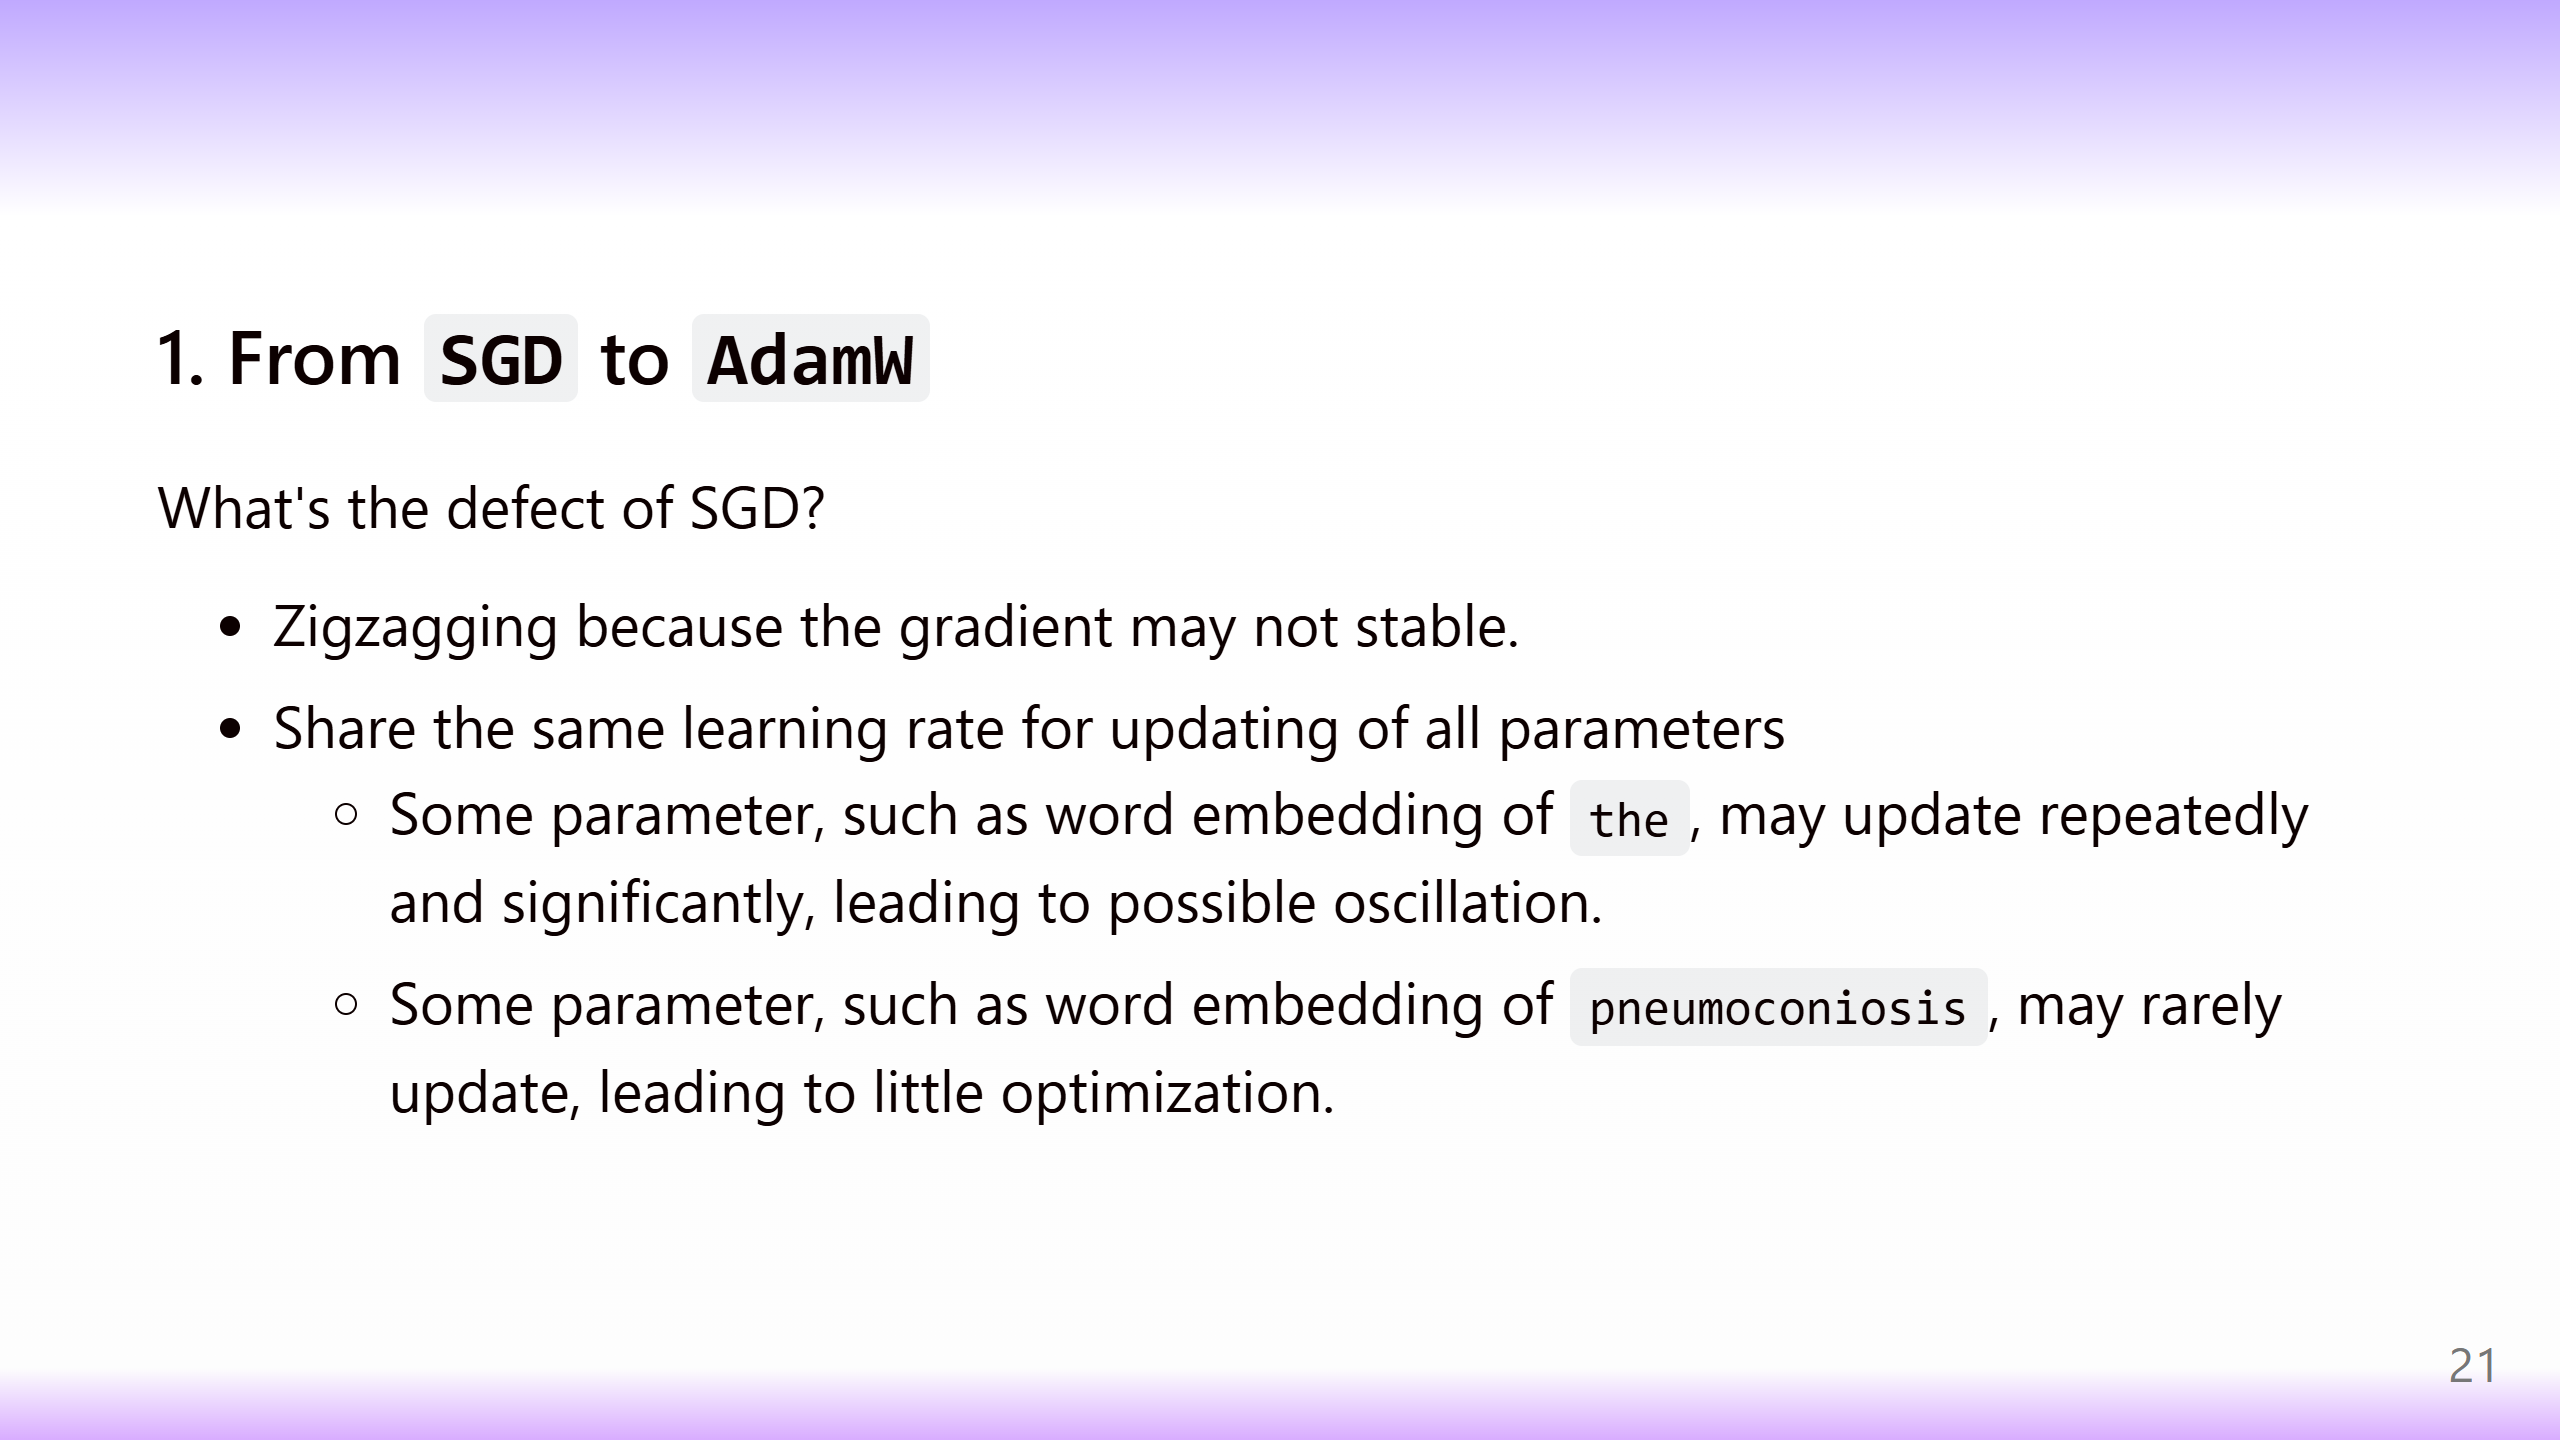 1. From SGD to AdamW
What's the defect of SGD?
• Zigzagging because the gradient may not stable.
• Share the same learning rate for updating of all parameters
○ Some parameter, such as word embedding of the, may update repeatedly
and significantly, leading to possible oscillation.
○ Some parameter, such as word embedding of pneumoconiosis, may rarely
update, leading to little optimization.
21